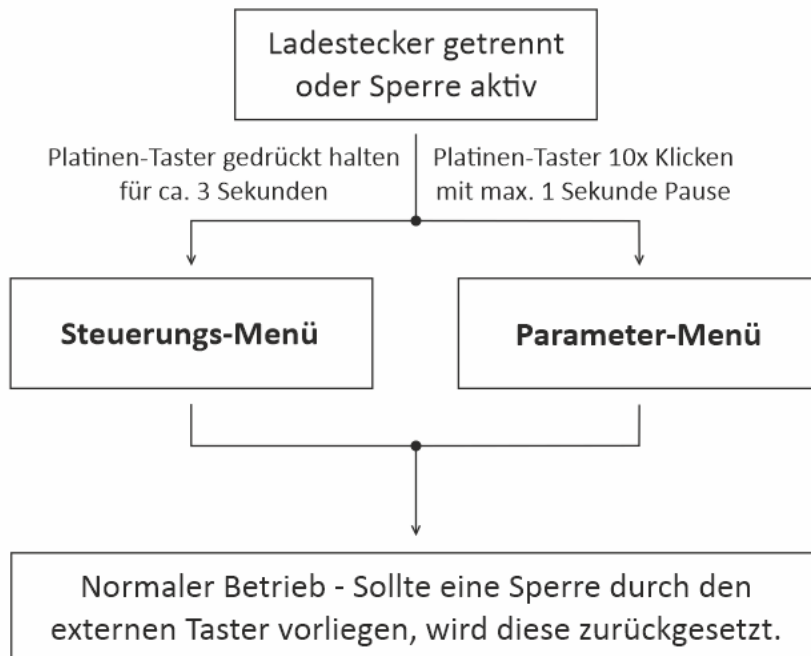 Ladestecker getrennt
oder Sperre aktiv
Platinen-Taster gedrückt halten
für ca. 3 Sekunden
Platinen-Taster 10x Klicken
mit max. 1 Sekunde Pause
Steuerungs-Menü
Parameter-Menü
Normaler Betrieb - Sollte eine Sperre durch den
externen Taster vorliegen, wird diese zurückgesetzt.